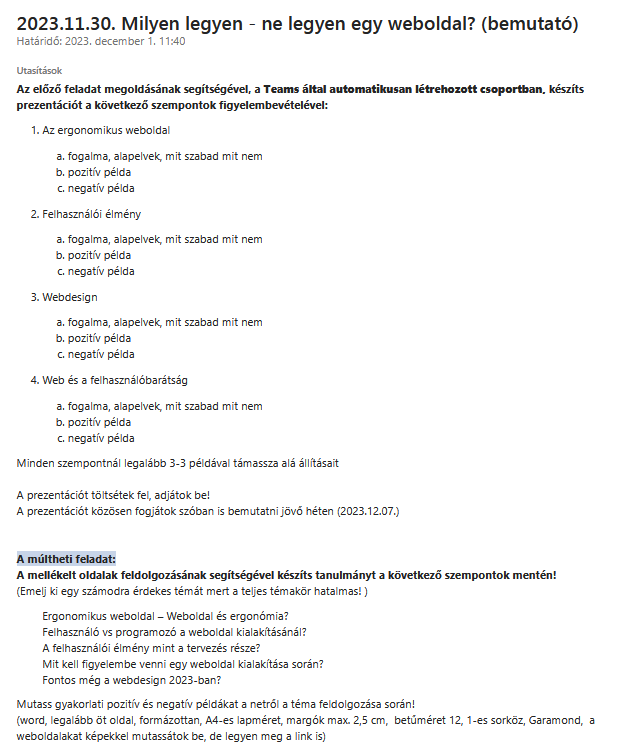 2023.11.30. Milyen legyen - ne legyen egy weboldal? (bemutató)
Határidő: 2023. december 1. 11:40
Utasítások
Az előző feladat megoldásának segítségével, a Teams által automatikusan létrehozott csoportban, készíts
prezentációt a következő szempontok figyelembevételével:
1. Az ergonomikus weboldal
a. fogalma, alapelvek, mit szabad mit nem
b. pozitív példa
c. negatív példa
2. Felhasználói élmény
a. fogalma, alapelvek, mit szabad mit nem
b. pozitív példa
c. negatív példa
3. Webdesign
a. fogalma, alapelvek, mit szabad mit nem
b. pozitív példa
c. negatív példa
4. Web és a felhasználóbarátság
a. fogalma, alapelvek, mit szabad mit nem
b. pozitív példa
c. negatív példa
Minden szempontnál legalább 3-3 példával támassza alá állításait
A prezentációt töltsétek fel, adjátok be!
A prezentációt közösen fogjátok szóban is bemutatni jövő héten (2023.12.07.)
A múltheti feladat:
A mellékelt oldalak feldolgozásának segítségével készíts tanulmányt a következő szempontok mentén!
(Emelj ki egy számodra érdekes témát mert a teljes témakör hatalmas! )
Ergonomikus weboldal – Weboldal és ergonómia?
Felhasználó vs programozó a weboldal kialakításánál?
A felhasználói élmény mint a tervezés része?
Mit kell figyelembe venni egy weboldal kialakítása során?
Fontos még a webdesign 2023-ban?
Mutass gyakorlati pozitív és negatív példákat a netről a téma feldolgozása során!
(word, legalább öt oldal, formázottan, A4-es lapméret, margók max. 2,5 cm, betűméret 12, 1-es sorköz, Garamond, a
weboldalakat képekkel mutassátok be, de legyen meg a link is)